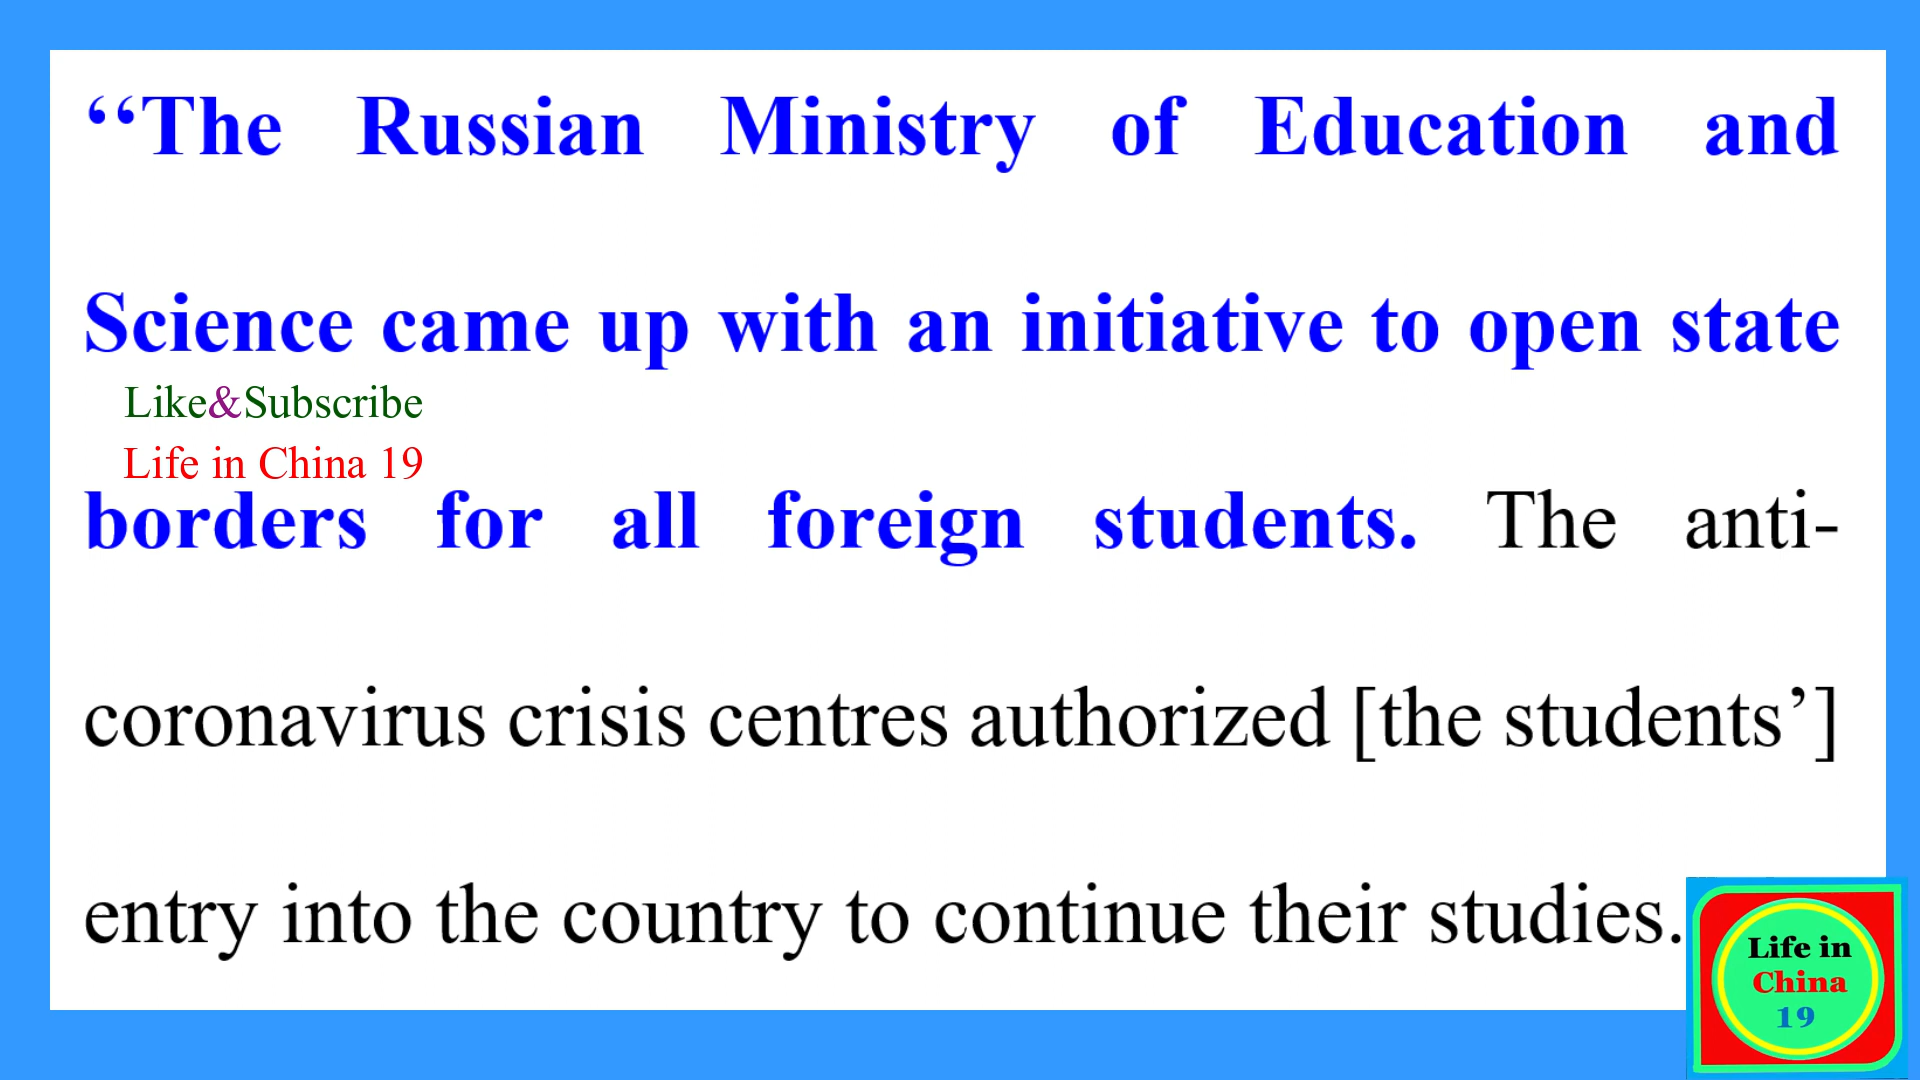 ‘‘The Russian Ministry of Education and
Science came up with an initiative to open state
Like&Subscribe
Life in China 19
borders for all foreign students. The anti-
coronavirus crisis centres authorized [the students’]
entry into the country to continue their studies.
Life in
China
19